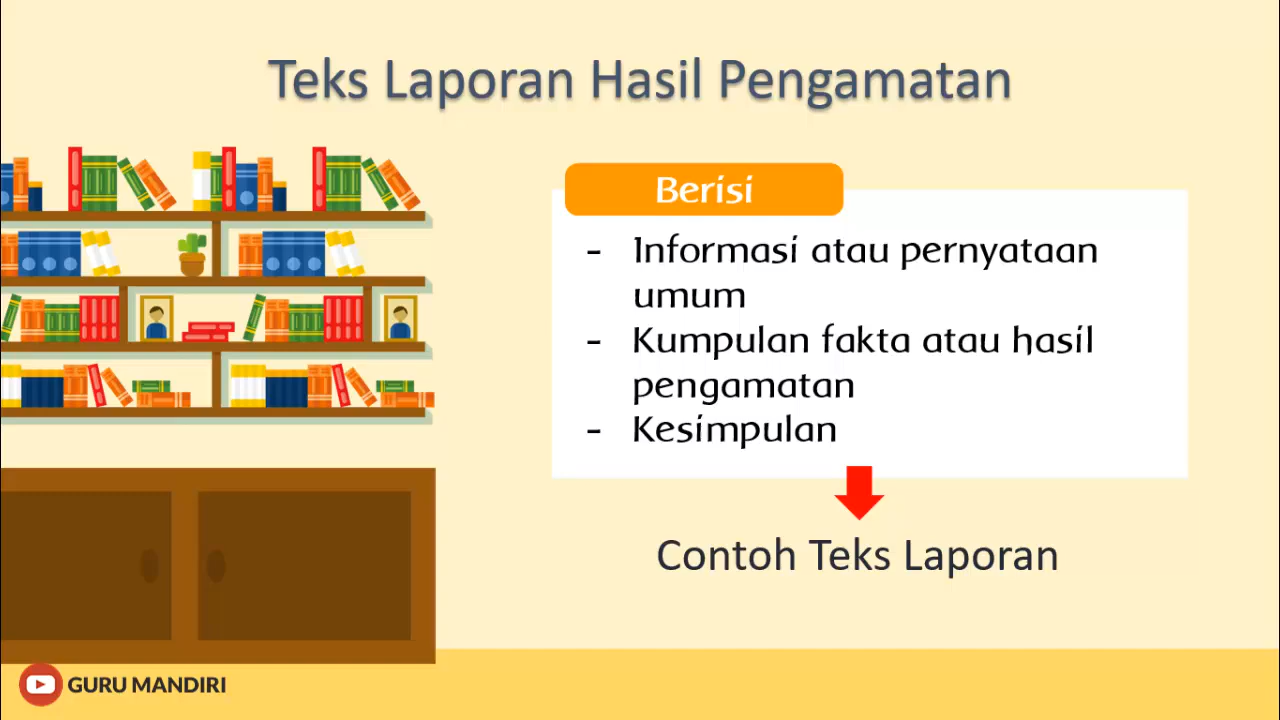 Teks Laporan Hasil Pengamatan
Berisi
- Informasi atau pernyataan
umum
- Kumpulan fakta atau hasil
pengamatan
- Kesimpulan
Contoh Teks Laporan
GURU MANDIRI